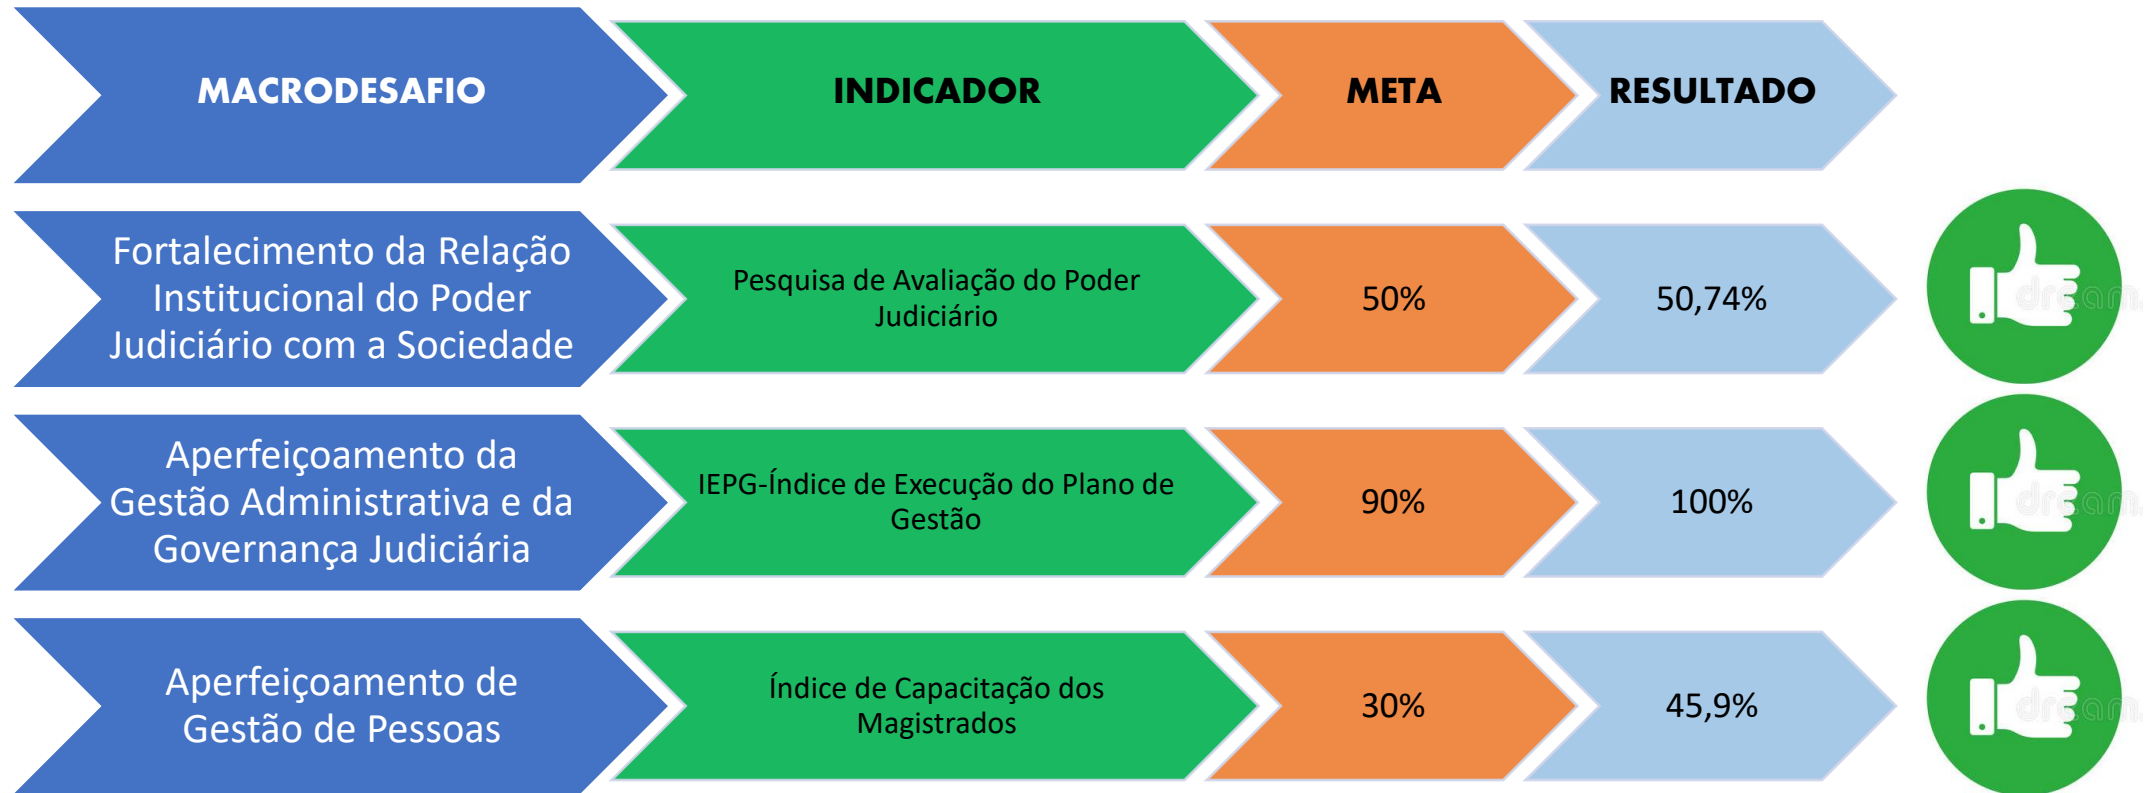 MACRODESAFIO
INDICADOR
META
RESULTADO
Fortalecimento da Relação
Institucional do Poder
Judiciário com a Sociedade
Pesquisa de Avaliação do Poder
Judiciário
50%
50,74%
Aperfeiçoamento da
Gestão Administrativa e da
Governança Judiciária
IEPG-Índice de Execução do Plano de
Gestão
90%
100%
Aperfeiçoamento de
Gestão de Pessoas
Índice de Capacitação dos
Magistrados
30%
45,9%